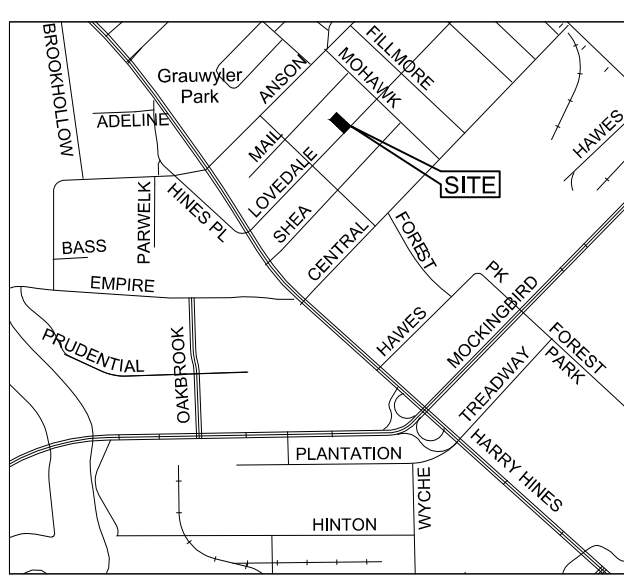 BROOKHOLLOW
FILLMORE
MOHAWK
Grauwyler
Park
ANSON
HAWES
ADELINE
MAIL
SITE
LOVEDALE
HINES PL
PARWELK
SHEA
FOREST
CENTRAL
BASS
EMPIRE
PK
MOCKINGBIRD
HAWES
FOREST
PARK
PRUDENTIAL
OAKBROOK
TREADWAY
PLANTATION
HARRY HINES
WYCHE
HINTON